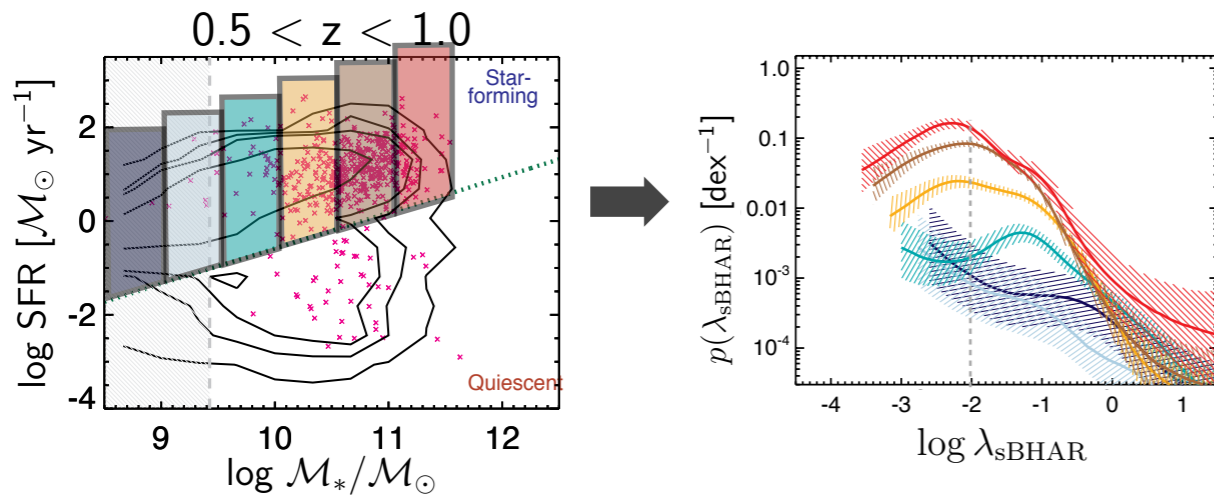 0.5 < z < 1.0
log SFR [ℳ⊙ yr⁻¹]
Star-
forming
Quiescent
2
0
-2
-4
9 10 11 12
log ℳ*/ℳ⊙
p(λsBHAR) [dex⁻¹]
1.0
0.1
0.01
10⁻³
10⁻⁴
-4 -3 -2 -1 0 1
log λsBHAR